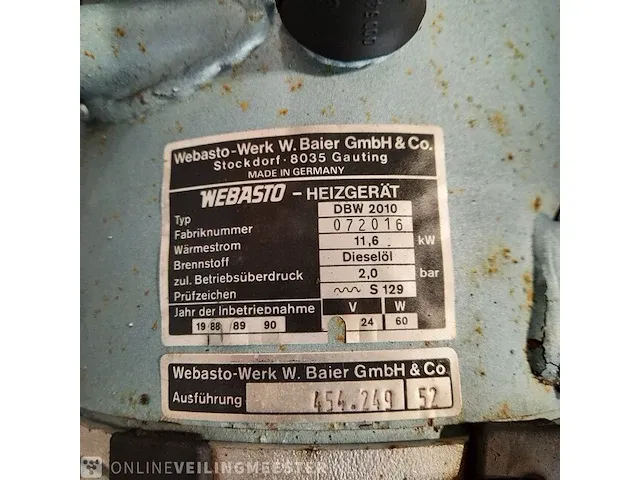 Webasto-Werk W. Baier GmbH & Co.
Stockdorf · 8035 Gauting
MADE IN GERMANY
WEBASTO - HEIZGERÄT
Typ DBW 2010
Fabriknummer 072016
Wärmestrom 11,6 kW
Brennstoff Dieselöl
zul. Betriebsüberdruck 2,0 bar
Prüfzeichen S 129
Jahr der Inbetriebnahme V W
19 88 89 90 24 60
Webasto-Werk W. Baier GmbH & Co
Ausführung 454.249 52
ONLINEVEILINGMEESTER